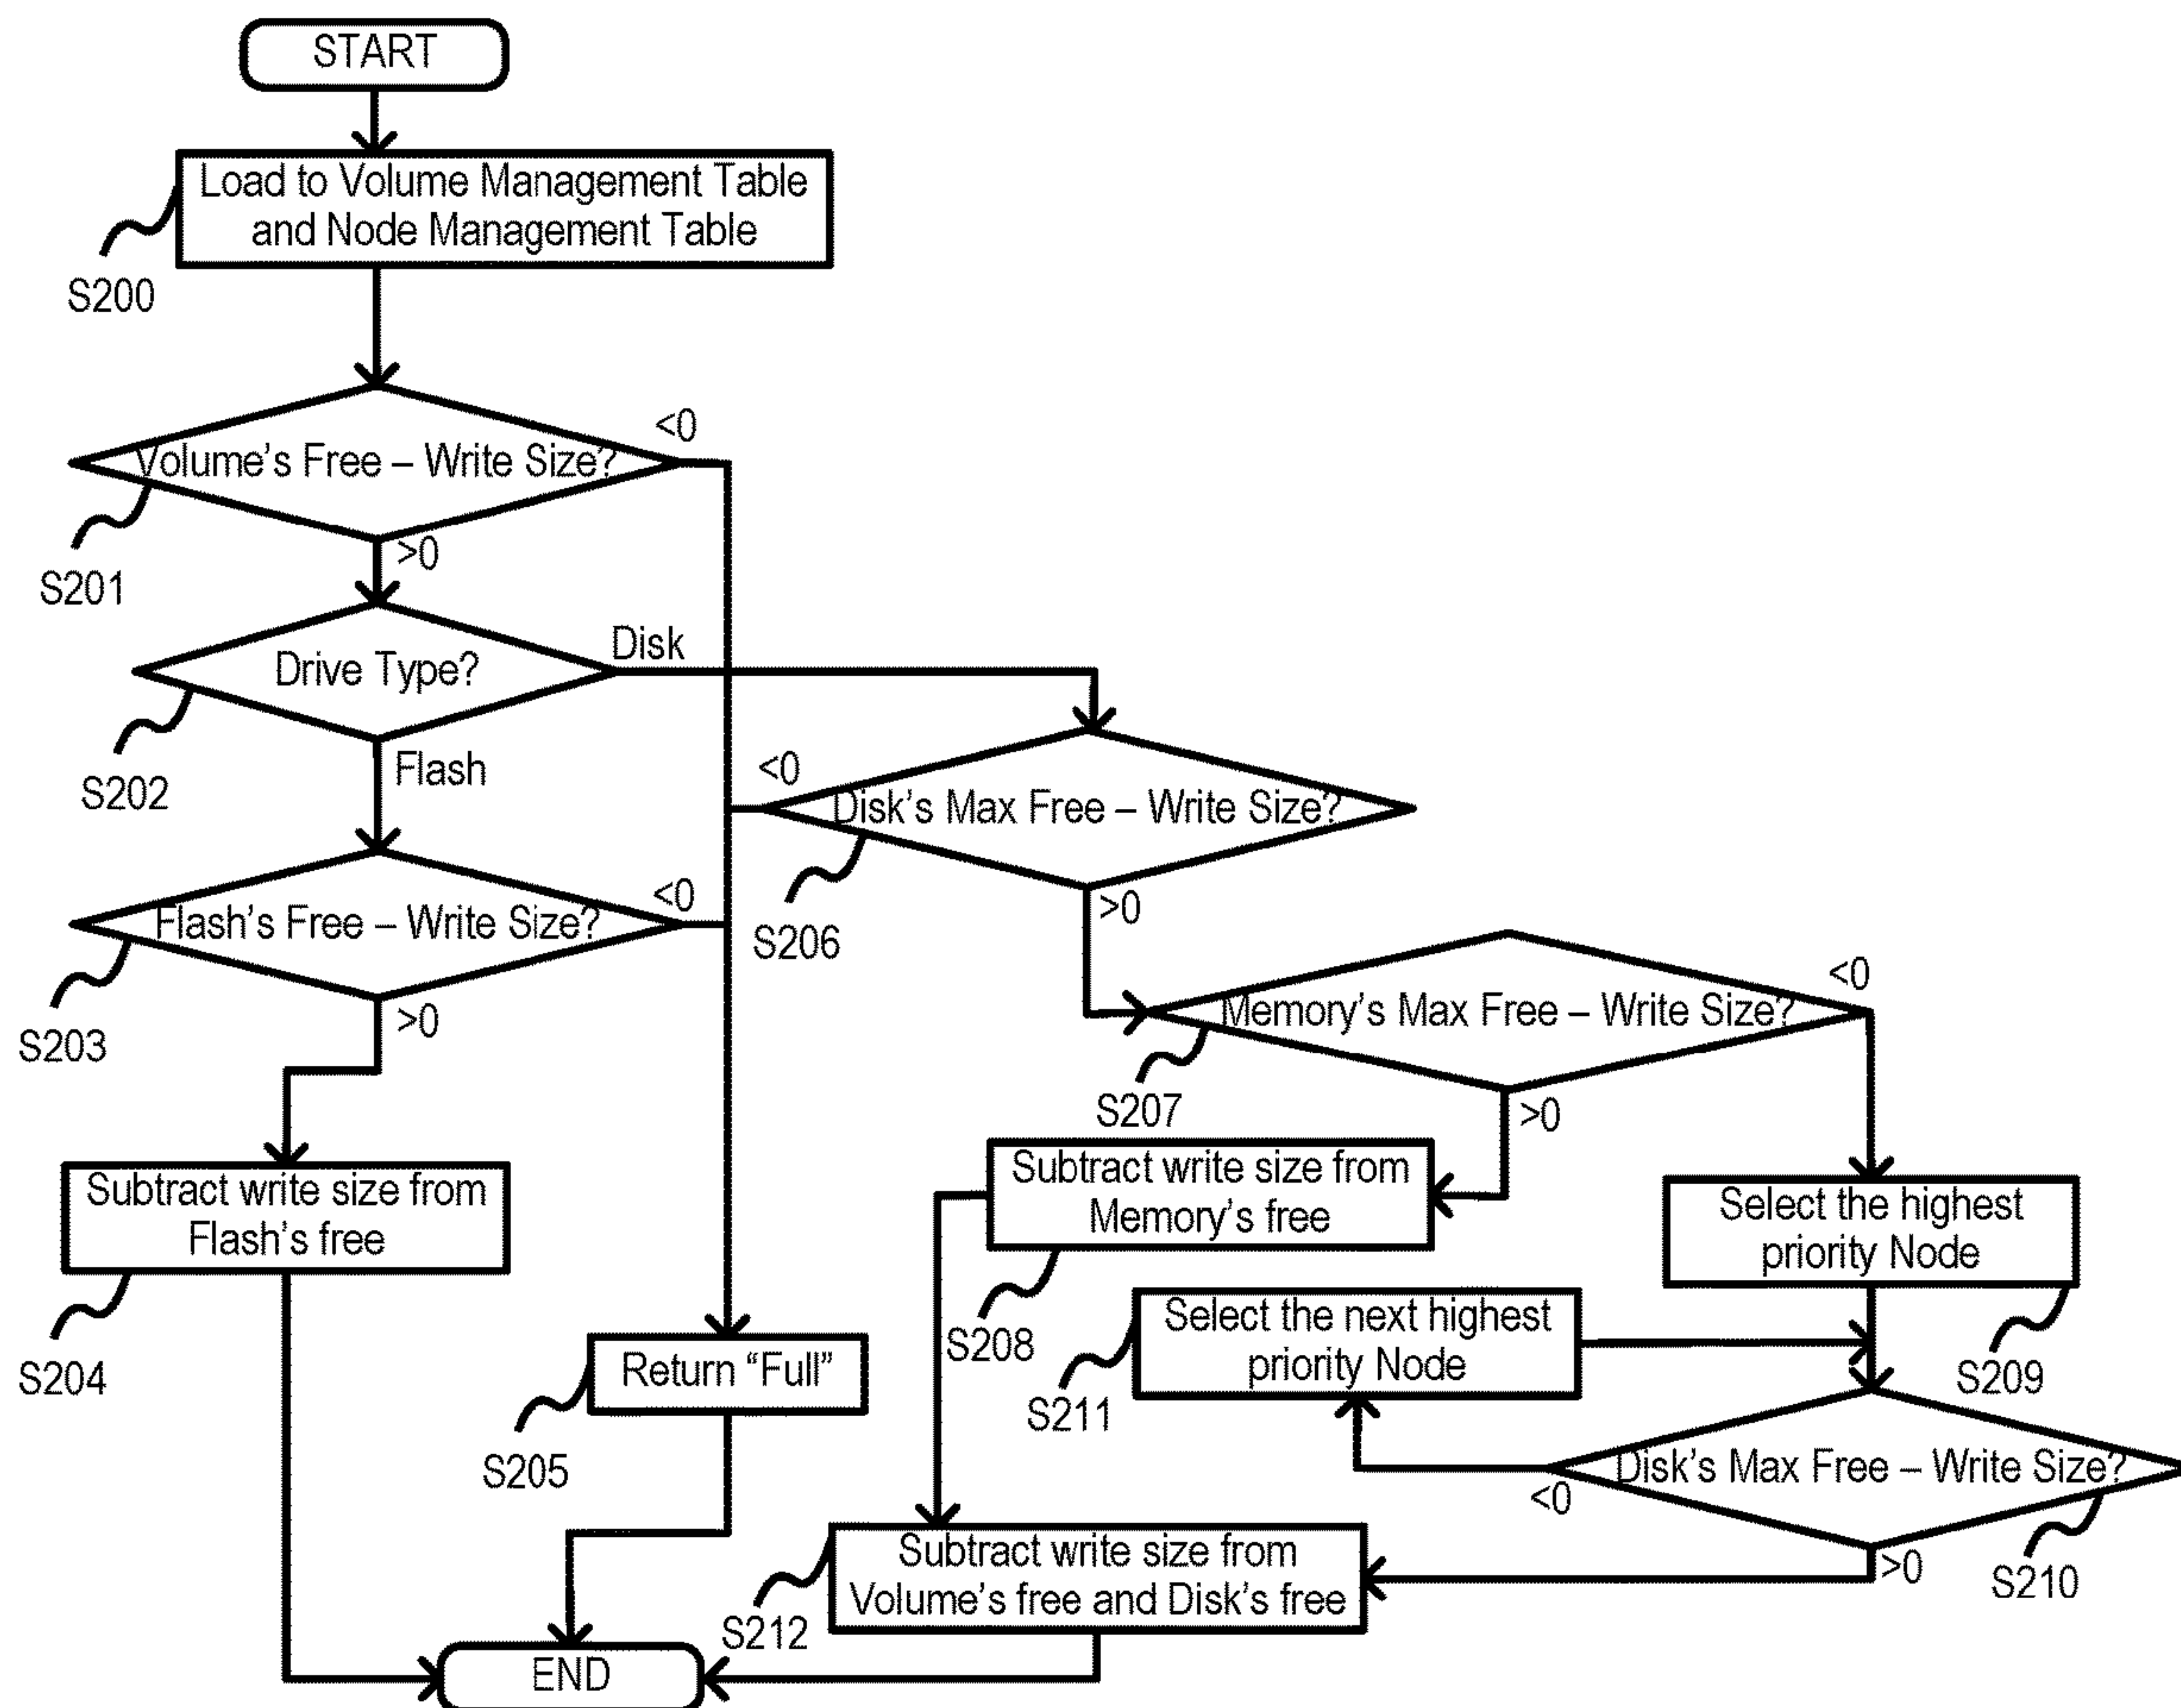 START
Load to Volume Management Table
and Node Management Table
S200
<0
Volume's Free – Write Size?
>0
S201
Disk
Drive Type?
Flash
S202
<0
Disk's Max Free – Write Size?
>0
S206
<0
Flash's Free – Write Size?
>0
S203
<0
Memory's Max Free – Write Size?
>0
S207
Subtract write size from
Memory's free
S208
Subtract write size from
Flash's free
S204
Select the highest
priority Node
S209
Select the next highest
priority Node
S211
Return “Full”
S205
Disk's Max Free – Write Size?
<0
>0
S210
Subtract write size from
Volume's free and Disk's free
S212
END